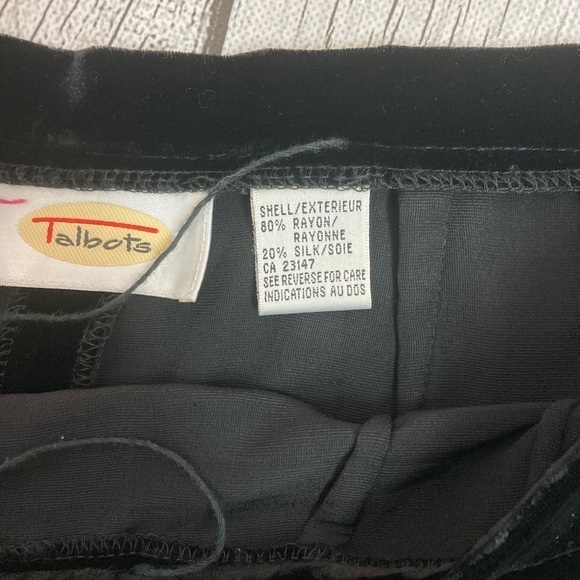 Talbots
SHELL/EXTERIEUR
80% RAYON/
RAYONNE
20% SILK/SOIE
CA 23147
SEE REVERSE FOR CARE
INDICATIONS AU DOS